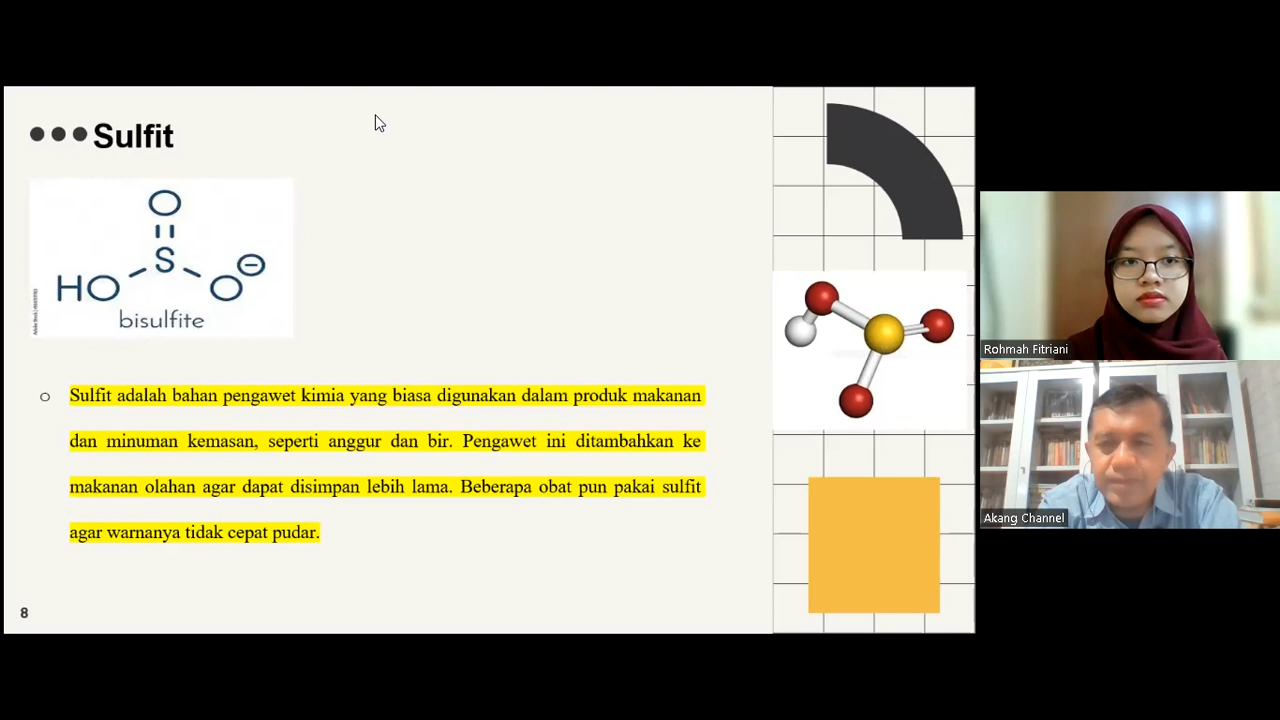 Sulfit
O
S
HO
O
bisulfite
Sulfit adalah bahan pengawet kimia yang biasa digunakan dalam produk makanan
dan minuman kemasan, seperti anggur dan bir. Pengawet ini ditambahkan ke
makanan olahan agar dapat disimpan lebih lama. Beberapa obat pun pakai sulfit
agar warnanya tidak cepat pudar.
8
Rohmah Fitriani
Akang Channel